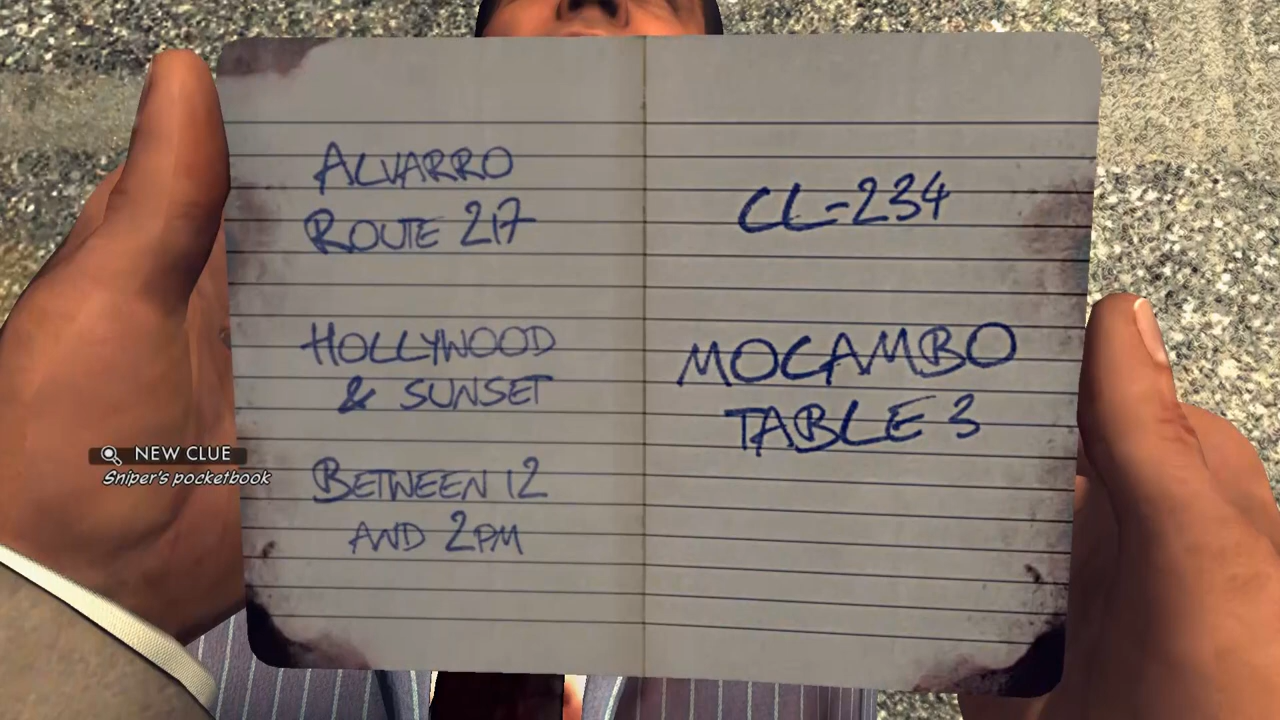 ALVARRO
ROUTE 217
HOLLYWOOD
& SUNSET
BETWEEN 12
AND 2PM
CL-234
MOCAMBO
TABLE 3
NEW CLUE
Sniper's pocketbook